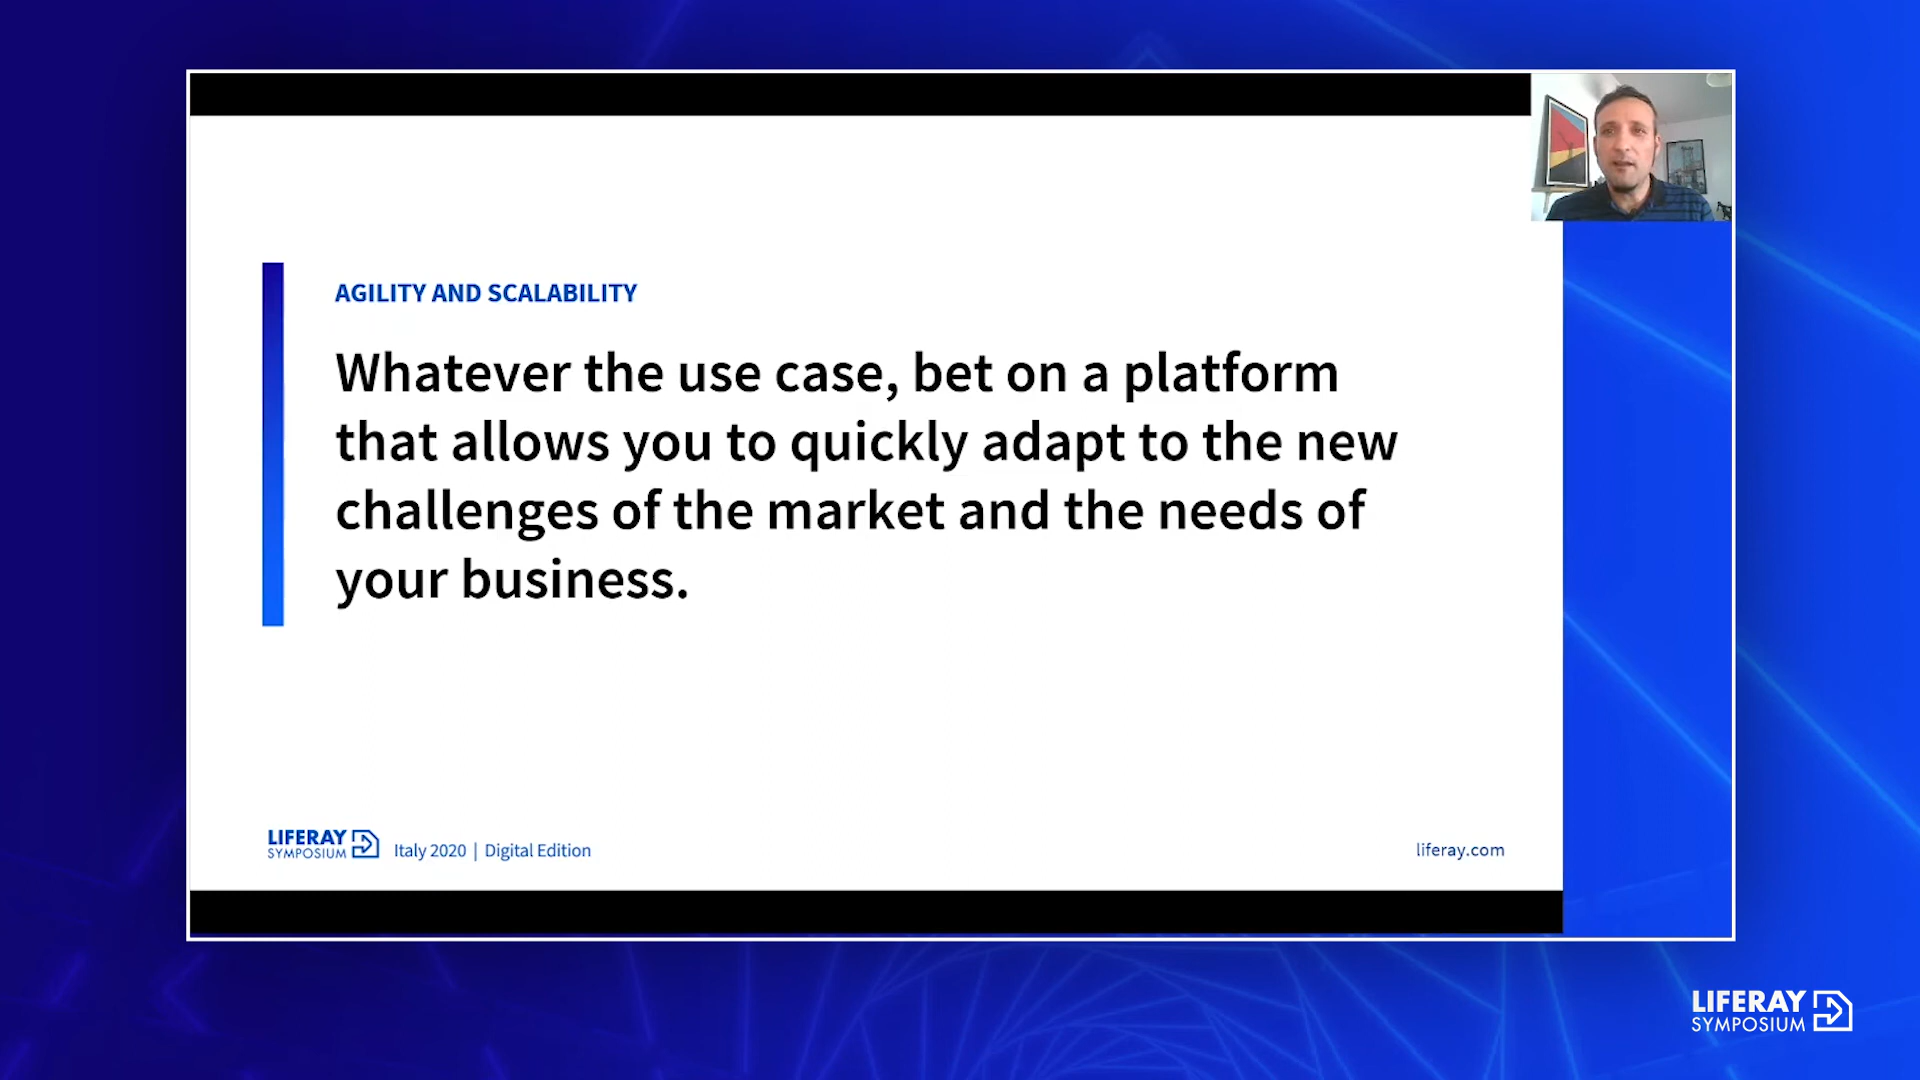 AGILITY AND SCALABILITY
Whatever the use case, bet on a platform
that allows you to quickly adapt to the new
challenges of the market and the needs of
your business.
LIFERAY
SYMPOSIUM
Italy 2020 | Digital Edition
liferay.com
LIFERAY
SYMPOSIUM